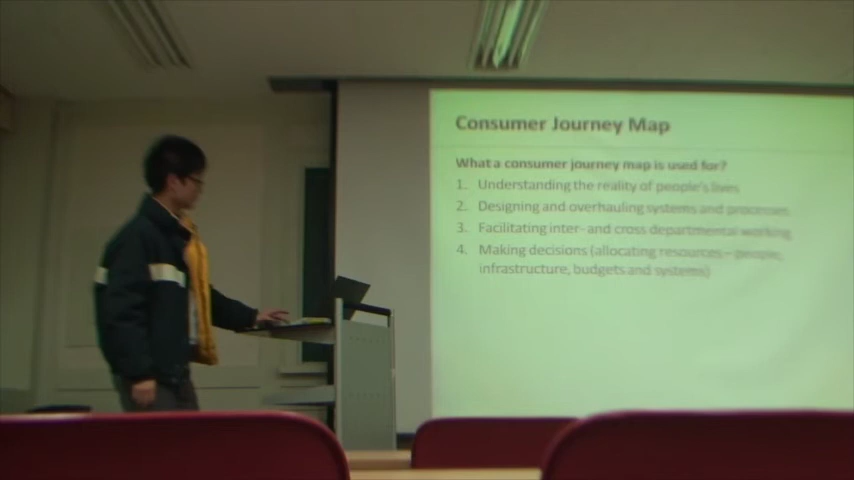 Consumer Journey Map
What a consumer journey map is used for?
1. Understanding the reality of people's lives
2. Designing and overhauling systems and processes
3. Facilitating inter- and cross departmental working
4. Making decisions (allocating resources – people,
infrastructure, budgets and systems)